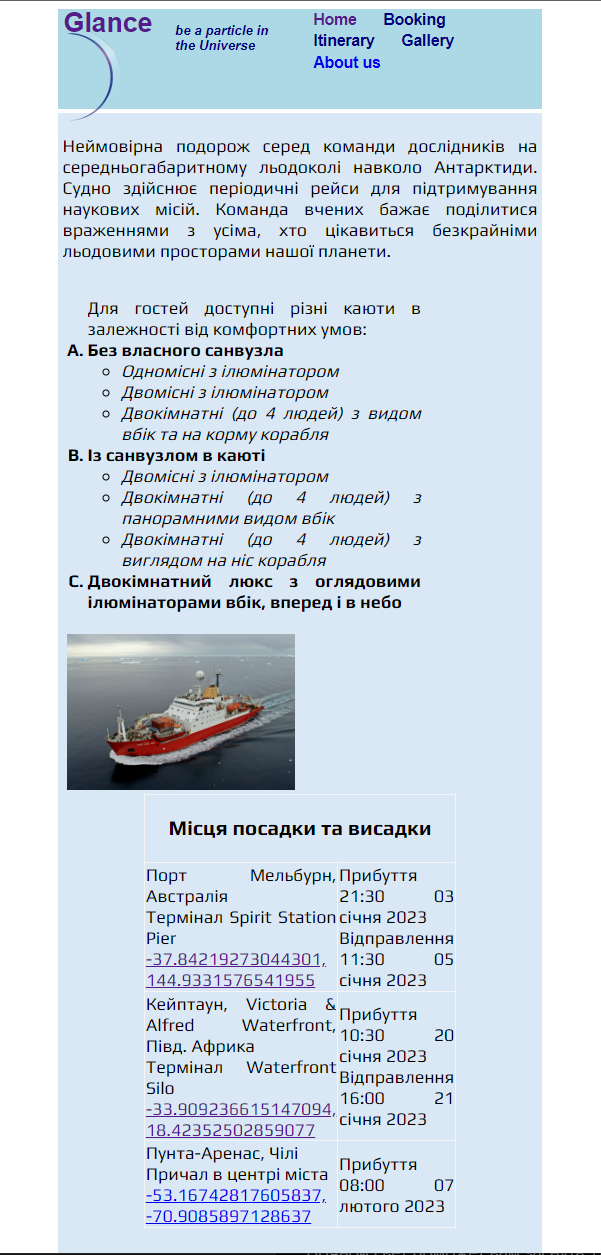 Glance
be a particle in
the Universe
Home Booking
Itinerary Gallery
About us
Неймовірна подорож серед команди дослідників на
середньогабаритному льодоколі навколо Антарктиди.
Судно здійснює періодичні рейси для підтримування
наукових місій. Команда вчених бажає поділитися
враженнями з усіма, хто цікавиться безкрайніми
льодовими просторами нашої планети.
Для гостей доступні різні каюти в
залежності від комфортних умов:
A. Без власного санвузла
Одномісні з ілюмінатором
Двомісні з ілюмінатором
Двокімнатні (до 4 людей) з видом
вбік та на корму корабля
B. Із санвузлом в каюті
Двомісні з ілюмінатором
Двокімнатні (до 4 людей) з
панорамними видом вбік
Двокімнатні (до 4 людей) з
виглядом на ніс корабля
C. Двокімнатний люкс з оглядовими
ілюмінаторами вбік, вперед і в небо
Місця посадки та висадки
Порт Мельбурн,
Австралія
Термінал Spirit Station
Pier
-37.84219273044301,
144.9331576541955
Прибуття
21:30 03
січня 2023
Відправлення
11:30 05
січня 2023
Кейптаун, Victoria &
Alfred Waterfront,
Півд. Африка
Термінал Waterfront
Silo
-33.909236615147094,
18.42352502859077
Прибуття
10:30 20
січня 2023
Відправлення
16:00 21
січня 2023
Пунта-Аренас, Чілі
Причал в центрі міста
-53.16742817605837,
-70.9085897128637
Прибуття
08:00 07
лютого 2023